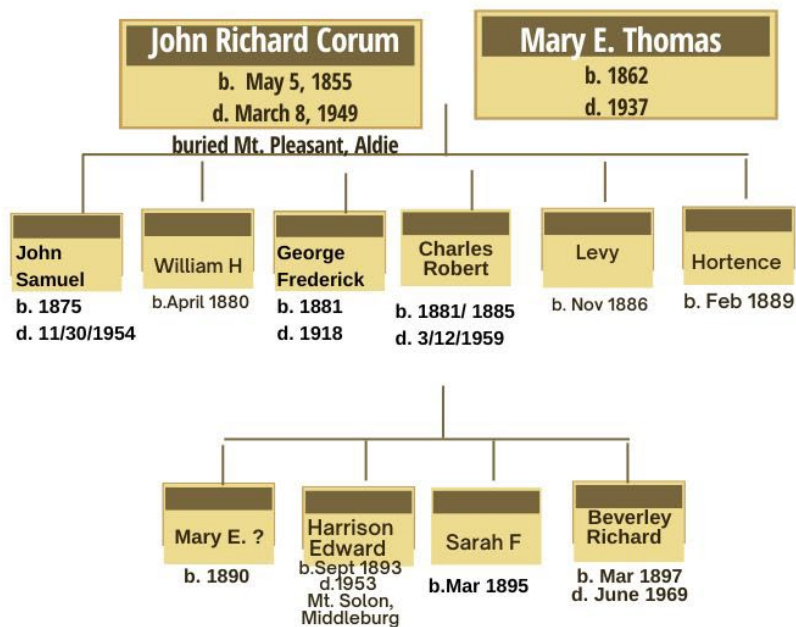 John Richard Corum
b. May 5, 1855
d. March 8, 1949
buried Mt. Pleasant, Aldie
Mary E. Thomas
b. 1862
d. 1937
John
Samuel
b. 1875
d. 11/30/1954
William H
b.April 1880
George
Frederick
b. 1881
d. 1918
Charles
Robert
b. 1881/ 1885
d. 3/12/1959
Levy
b. Nov 1886
Hortence
b. Feb 1889
Mary E. ?
b. 1890
Harrison
Edward
b.Sept 1893
d.1953
Mt. Solon,
Middleburg
Sarah F
b.Mar 1895
Beverley
Richard
b. Mar 1897
d. June 1969